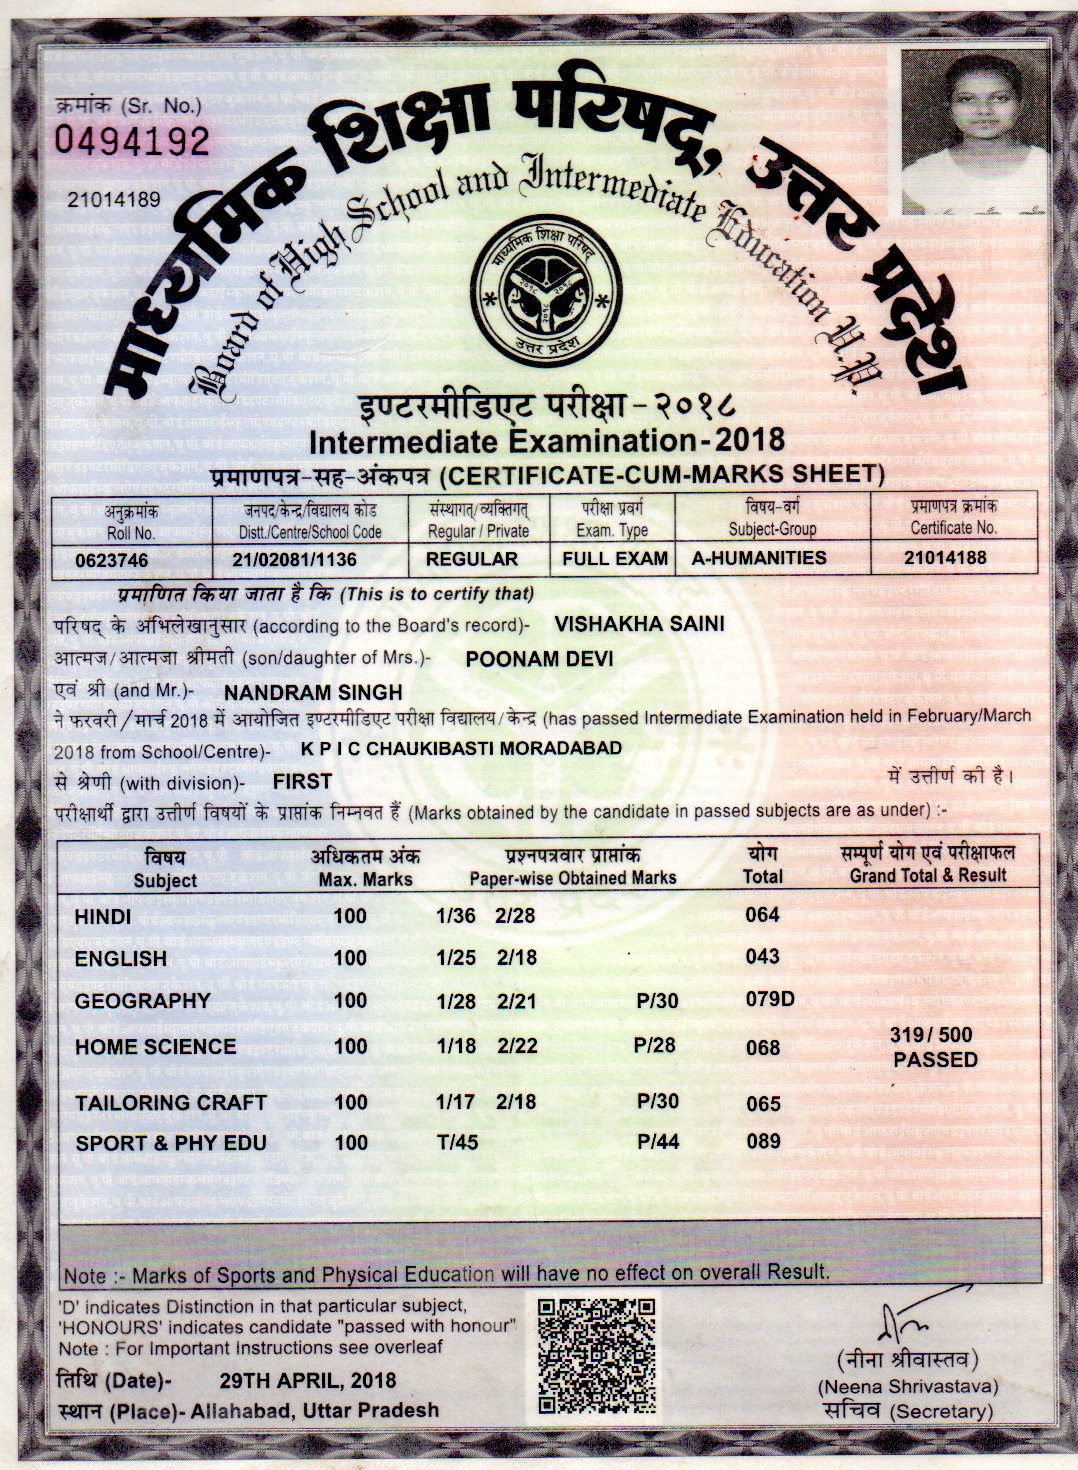 क्रमांक (Sr. No.)
0494192
21014189
माध्यमिक शिक्षा परिषद्, उत्तर प्रदेश
Board of High School and Intermediate Education U.P.
माध्यमिक शिक्षा परिषद
२०१८ २०१८
२०१८
उत्तर प्रदेश
इण्टरमीडिएट परीक्षा - २०१८
Intermediate Examination - 2018
प्रमाणपत्र-सह-अंकपत्र (CERTIFICATE-CUM-MARKS SHEET)
अनुक्रमांक जनपद/केन्द्र/विद्यालय कोड संस्थागत्/व्यक्तिगत् परीक्षा प्रवर्ग विषय-वर्ग प्रमाणपत्र क्रमांक
Roll No. Distt./Centre/School Code Regular / Private Exam. Type Subject-Group Certificate No.
0623746 21/02081/1136 REGULAR FULL EXAM A-HUMANITIES 21014188
प्रमाणित किया जाता है कि (This is to certify that)
परिषद् के अभिलेखानुसार (according to the Board's record)- VISHAKHA SAINI
आत्मज/आत्मजा श्रीमती (son/daughter of Mrs.)- POONAM DEVI
एवं श्री (and Mr.)- NANDRAM SINGH
ने फरवरी/मार्च 2018 में आयोजित इण्टरमीडिएट परीक्षा विद्यालय/केन्द्र (has passed Intermediate Examination held in February/March
2018 from School/Centre)- K P I C CHAUKIBASTI MORADABAD
से श्रेणी (with division)- FIRST में उत्तीर्ण की है।
परीक्षार्थी द्वारा उत्तीर्ण विषयों के प्राप्तांक निम्नवत हैं (Marks obtained by the candidate in passed subjects are as under) :-
विषय अधिकतम अंक प्रश्नपत्रवार प्राप्तांक योग सम्पूर्ण योग एवं परीक्षाफल
Subject Max. Marks Paper-wise Obtained Marks Total Grand Total & Result
HINDI 100 1/36 2/28 064
ENGLISH 100 1/25 2/18 043
GEOGRAPHY 100 1/28 2/21 P/30 079D
HOME SCIENCE 100 1/18 2/22 P/28 068 319/ 500
PASSED
TAILORING CRAFT 100 1/17 2/18 P/30 065
SPORT & PHY EDU 100 T/45 P/44 089
Note :- Marks of Sports and Physical Education will have no effect on overall Result.
'D' indicates Distinction in that particular subject,
'HONOURS' indicates candidate "passed with honour"
Note : For Important Instructions see overleaf
तिथि (Date)- 29TH APRIL, 2018
स्थान (Place)- Allahabad, Uttar Pradesh
(नीना श्रीवास्तव)
(Neena Shrivastava)
सचिव (Secretary)